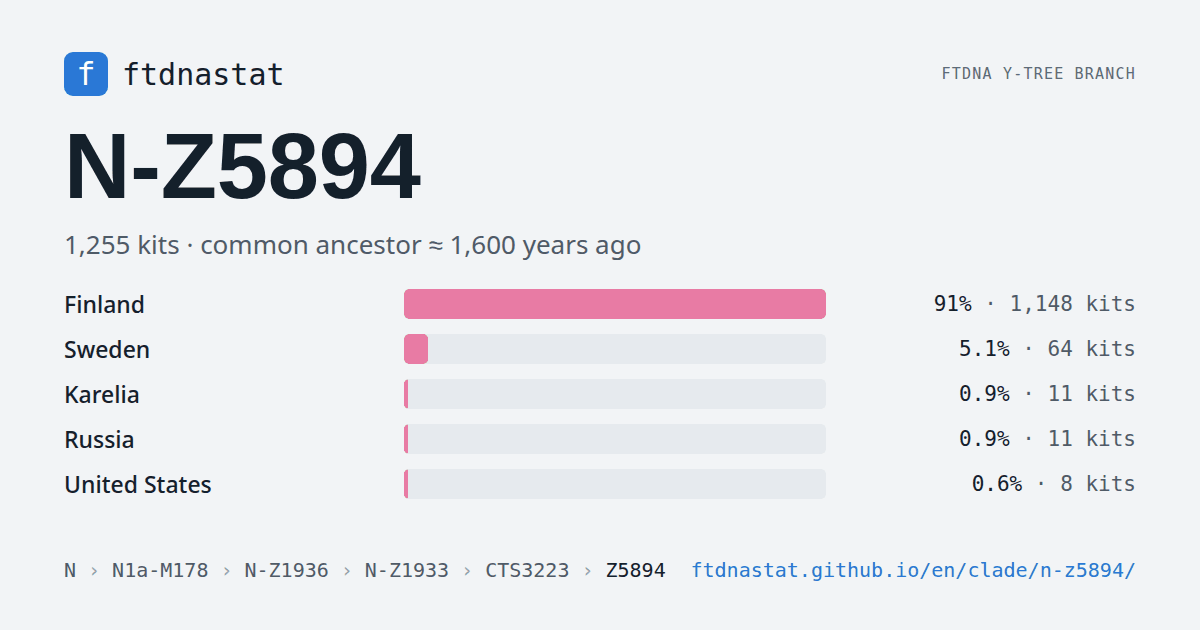 f ftdnastat FTDNA Y-TREE BRANCH
N-Z5894
1,255 kits · common ancestor ≈ 1,600 years ago
Finland 91% · 1,148 kits
Sweden 5.1% · 64 kits
Karelia 0.9% · 11 kits
Russia 0.9% · 11 kits
United States 0.6% · 8 kits
N › N1a-M178 › N-Z1936 › N-Z1933 › CTS3223 › Z5894 ftdnastat.github.io/en/clade/n-z5894/